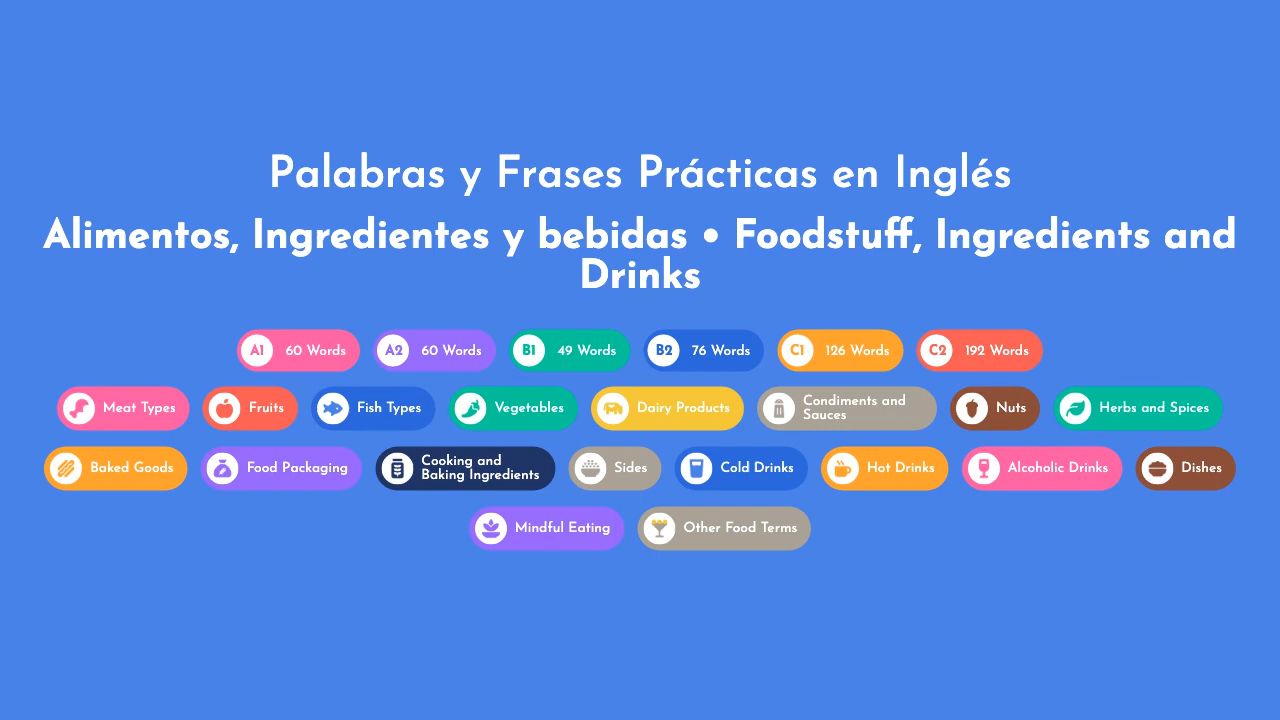 Palabras y Frases Prácticas en Inglés
Alimentos, Ingredientes y bebidas • Foodstuff, Ingredients and
Drinks
A1 60 Words A2 60 Words B1 49 Words B2 76 Words C1 126 Words C2 192 Words
Meat Types Fruits Fish Types Vegetables Dairy Products Condiments and Sauces Nuts Herbs and Spices
Baked Goods Food Packaging Cooking and Baking Ingredients Sides Cold Drinks Hot Drinks Alcoholic Drinks Dishes
Mindful Eating Other Food Terms